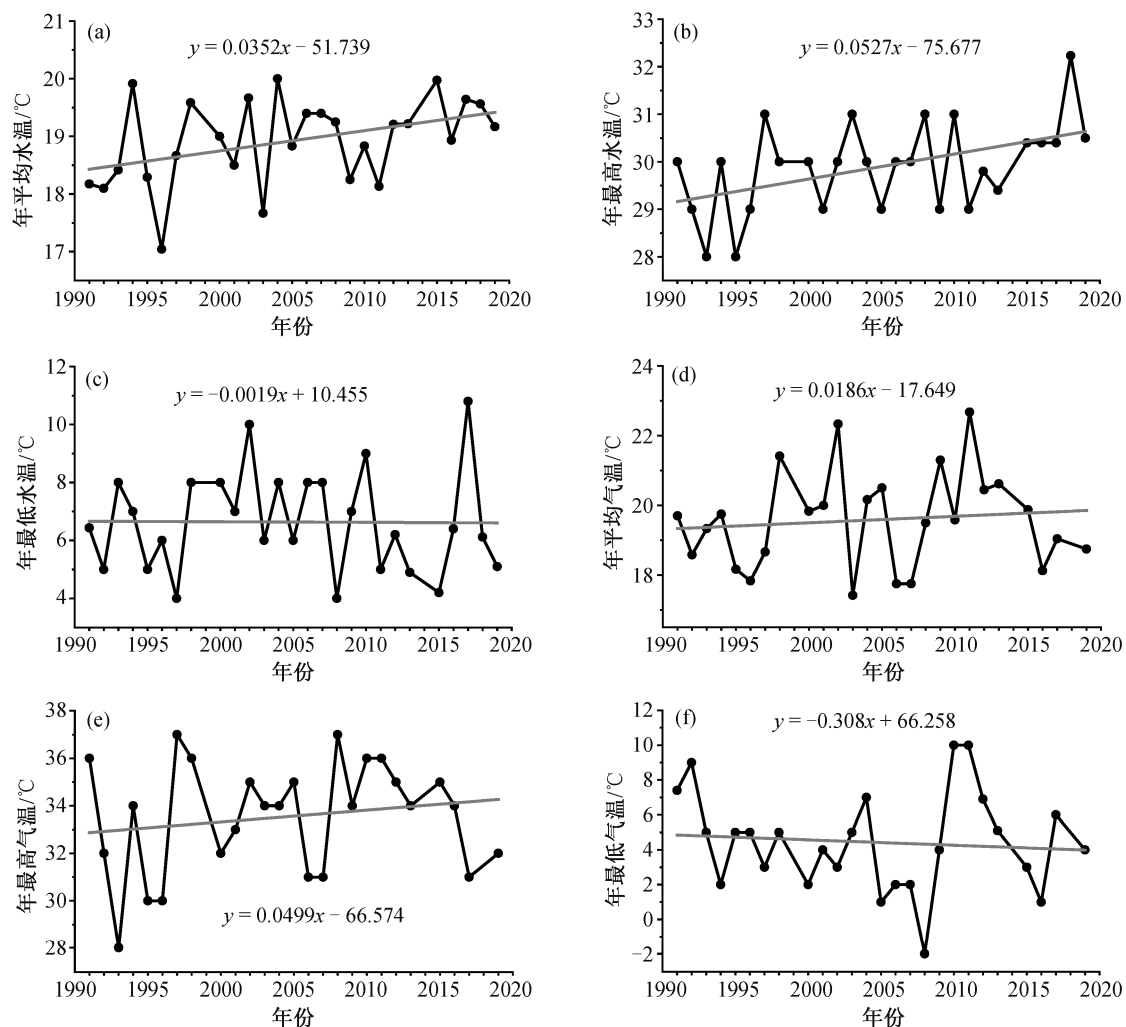 (a)
y = 0.0352x − 51.739
21
20
19
18
17
年平均水温/℃
1990 1995 2000 2005 2010 2015 2020
年份
(b)
y = 0.0527x − 75.677
33
32
31
30
29
28
年最高水温/℃
1990 1995 2000 2005 2010 2015 2020
年份
(c)
y = −0.0019x + 10.455
12
10
8
6
4
年最低水温/℃
1990 1995 2000 2005 2010 2015 2020
年份
(d)
y = 0.0186x − 17.649
24
22
20
18
年平均气温/℃
1990 1995 2000 2005 2010 2015 2020
年份
(e)
38
36
34
32
30
28
年最高气温/℃
y = 0.0499x − 66.574
1990 1995 2000 2005 2010 2015 2020
年份
(f)
y = −0.308x + 66.258
12
10
8
6
4
2
0
−2
年最低气温/℃
1990 1995 2000 2005 2010 2015 2020
年份